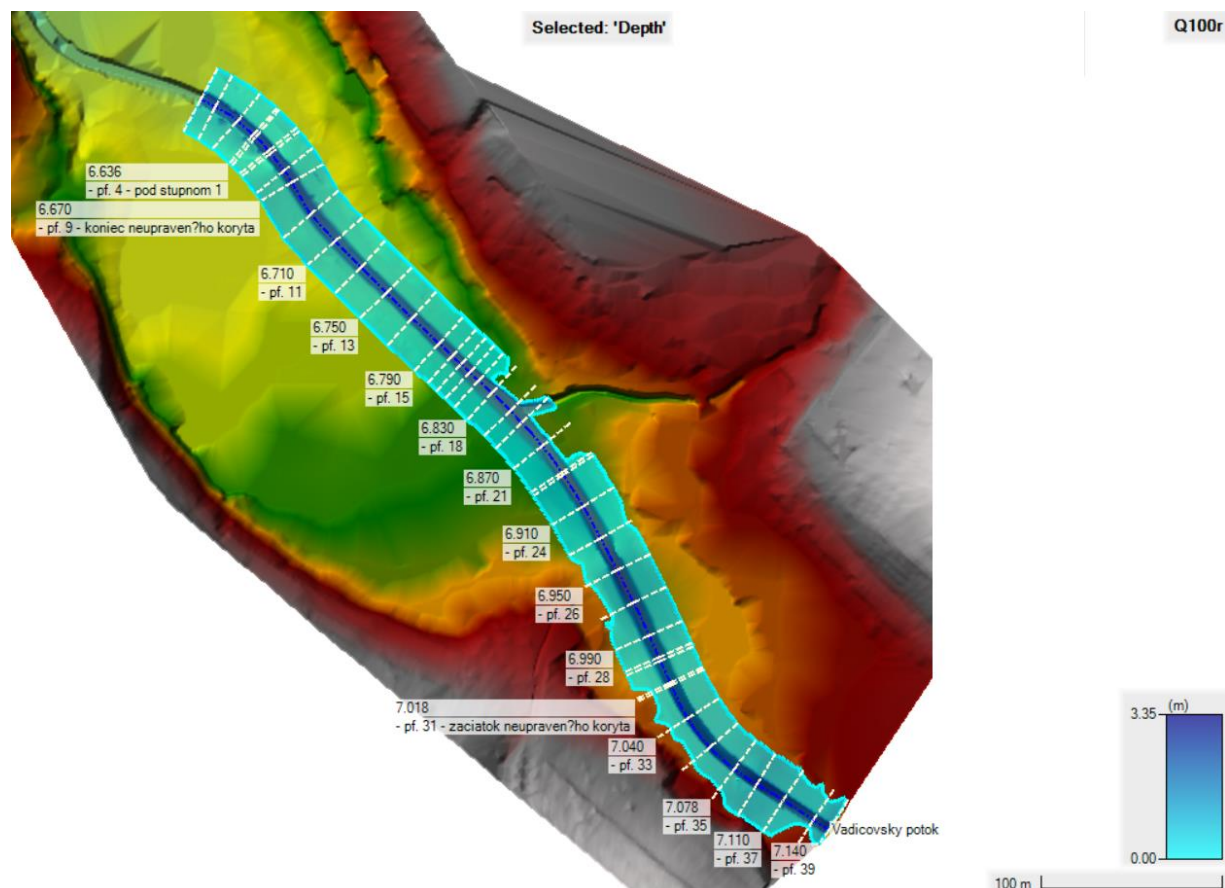 Selected: 'Depth'
Q100r
6.636
- pf. 4 - pod stupnom 1
6.670
- pf. 9 - koniec neupraven?ho koryta
6.710
- pf. 11
6.750
- pf. 13
6.790
- pf. 15
6.830
- pf. 18
6.870
- pf. 21
6.910
- pf. 24
6.950
- pf. 26
6.990
- pf. 28
7.018
- pf. 31 - zaciatok neupraven?ho koryta
7.040
- pf. 33
7.078
- pf. 35
7.110
- pf. 37
7.140
- pf. 39
Vadicovsky potok
(m)
3.35
0.00
100 m